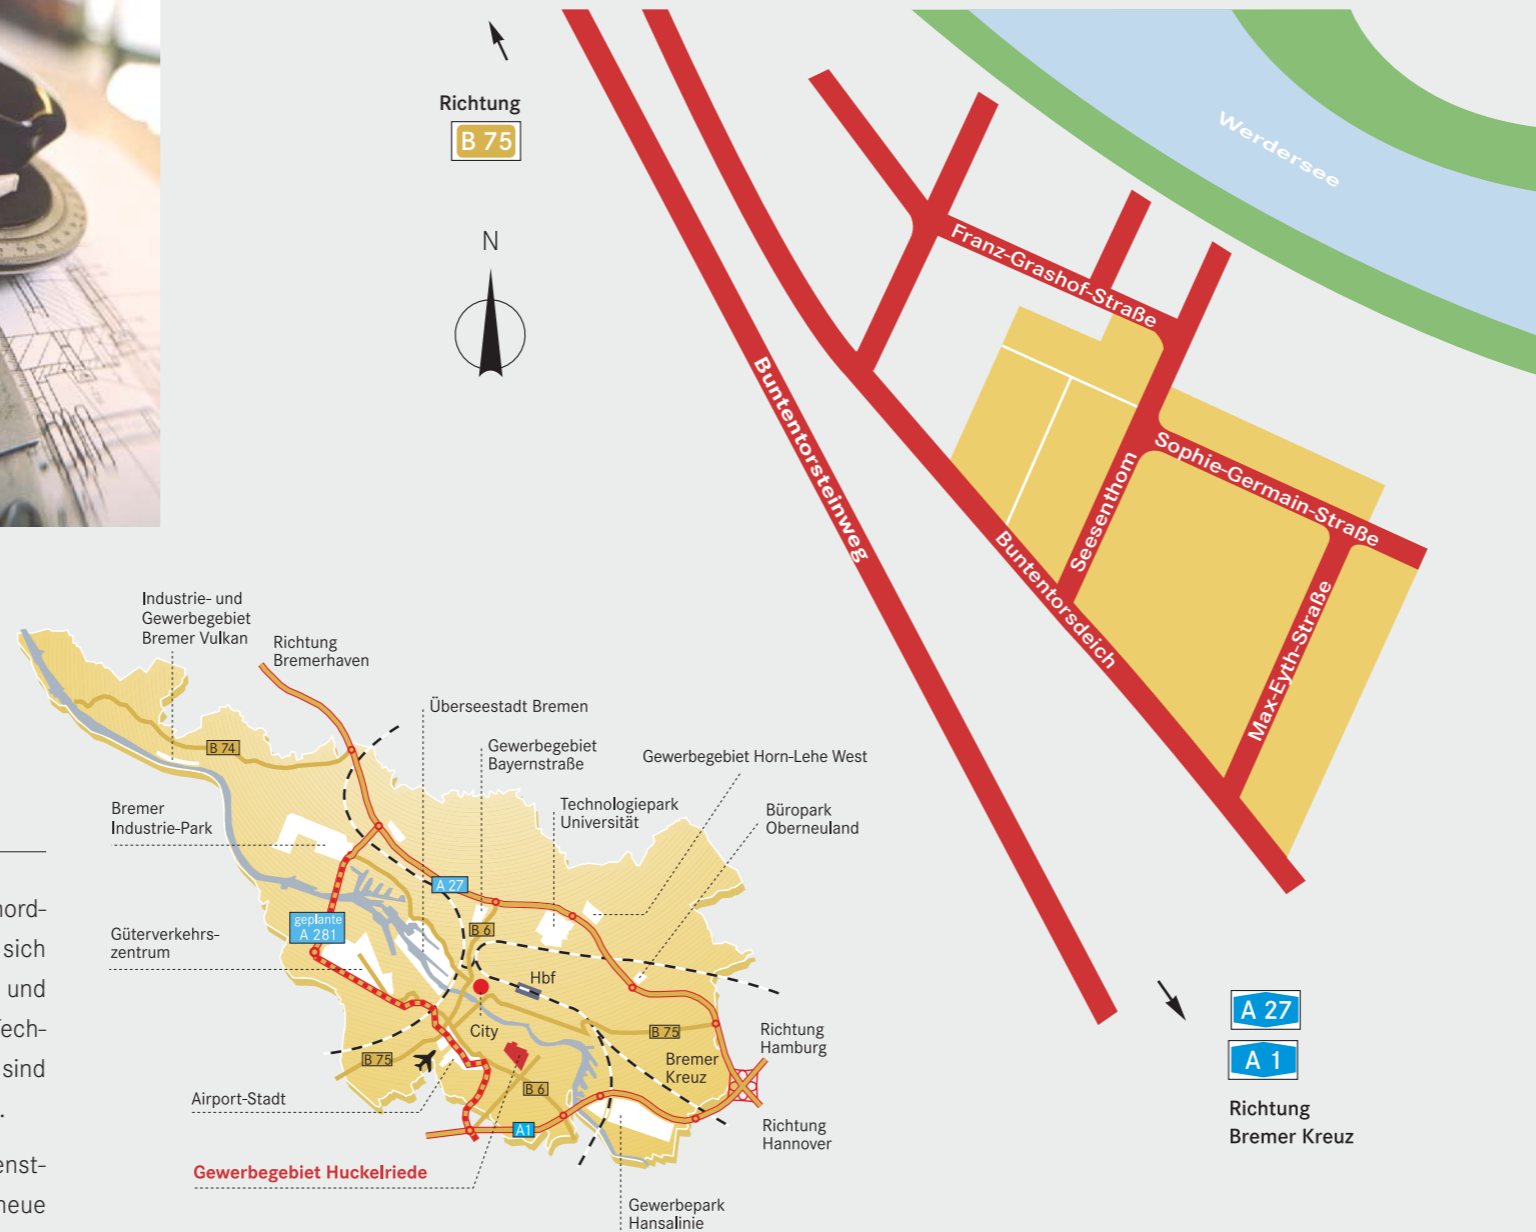 Richtung
B 75
N
Werdersee
Franz-Grashof-Straße
Buntentorsteinweg
Sophie-Germain-Straße
Seesenthom
Buntentorsdeich
Max-Eyth-Straße
A 27
A 1
Richtung
Bremer Kreuz
Industrie- und
Gewerbegebiet
Bremer Vulkan
Richtung
Bremerhaven
Überseestadt Bremen
B 74
Gewerbegebiet
Bayernstraße
Gewerbegebiet Horn-Lehe West
Bremer
Industrie-Park
Technologiepark
Universität
Büropark
Oberneuland
A 27
geplante
A 281
B 6
Güterverkehrs-
zentrum
Hbf
City
B 75
B 75
Bremer
Kreuz
Richtung
Hamburg
B 6
Airport-Stadt
A1
Richtung
Hannover
Gewerbegebiet Huckelriede
Gewerbepark
Hansalinie
sich
und
sind
neue